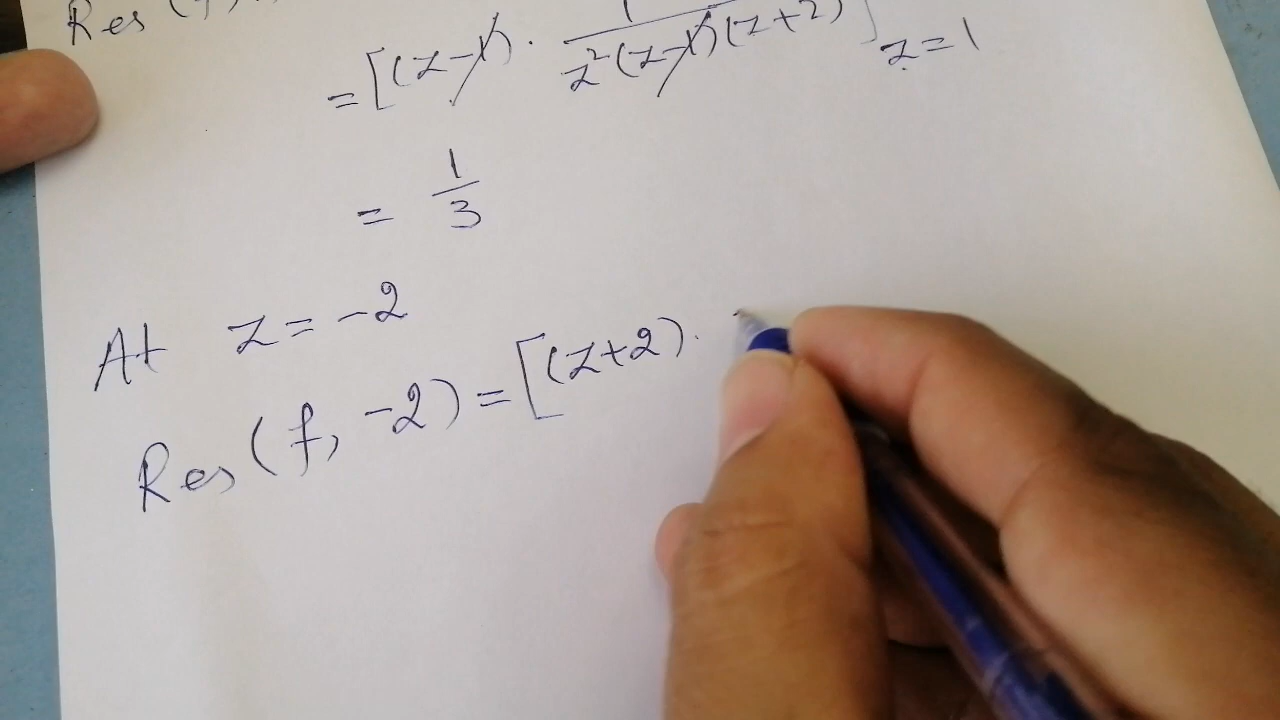 Res (f,
= [(z-1) · 1/(z²(z-1)(z+2))] z=1
= 1/3
At z = -2
Res (f, -2) = [(z+2) ·